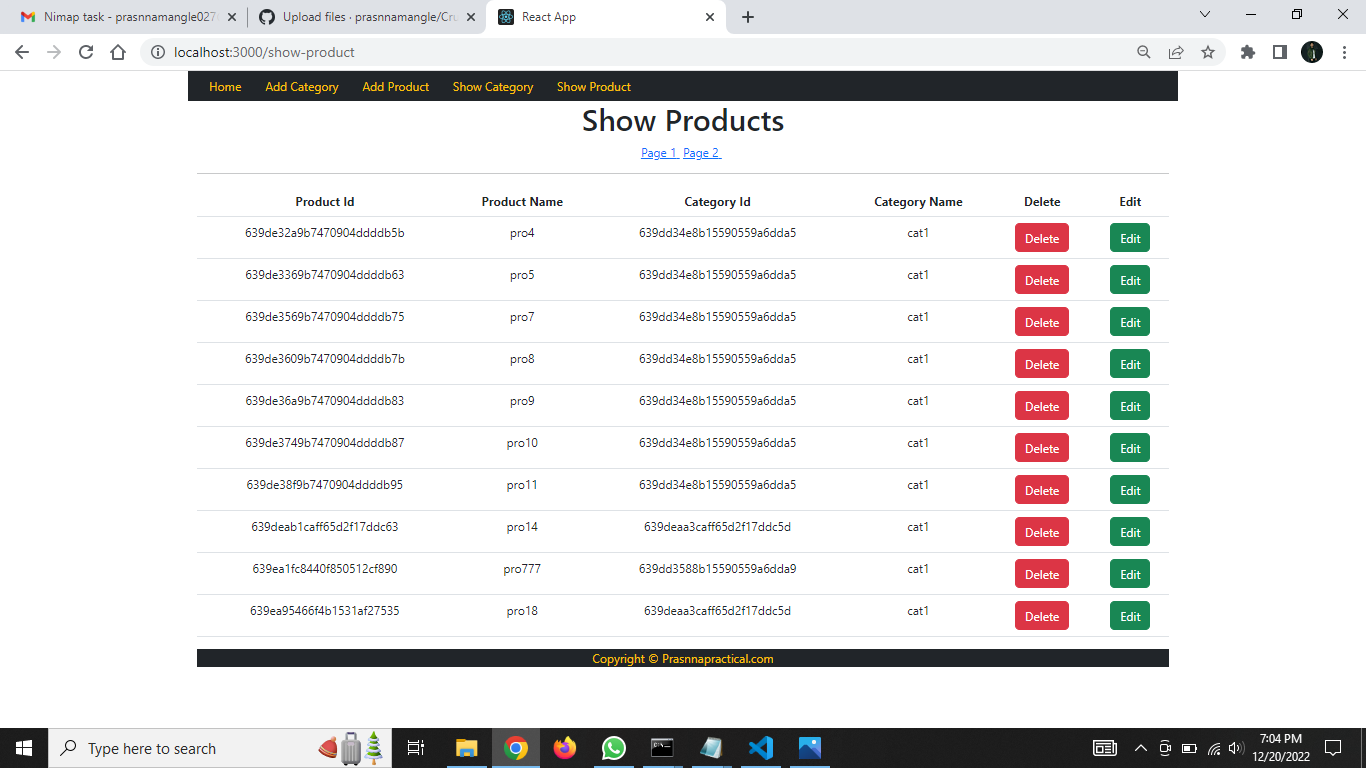 Nimap task - prasnnamangle027
Upload files · prasnnamangle/Cru
React App
localhost:3000/show-product
Home Add Category Add Product Show Category Show Product
Show Products
Page 1 Page 2
Product Id Product Name Category Id Category Name Delete Edit
639de32a9b7470904ddddb5b pro4 639dd34e8b15590559a6dda5 cat1 Delete Edit
639de3369b7470904ddddb63 pro5 639dd34e8b15590559a6dda5 cat1 Delete Edit
639de3569b7470904ddddb75 pro7 639dd34e8b15590559a6dda5 cat1 Delete Edit
639de3609b7470904ddddb7b pro8 639dd34e8b15590559a6dda5 cat1 Delete Edit
639de36a9b7470904ddddb83 pro9 639dd34e8b15590559a6dda5 cat1 Delete Edit
639de3749b7470904ddddb87 pro10 639dd34e8b15590559a6dda5 cat1 Delete Edit
639de38f9b7470904ddddb95 pro11 639dd34e8b15590559a6dda5 cat1 Delete Edit
639deab1caff65d2f17ddc63 pro14 639deaa3caff65d2f17ddc5d cat1 Delete Edit
639ea1fc8440f850512cf890 pro777 639dd3588b15590559a6dda9 cat1 Delete Edit
639ea95466f4b1531af27535 pro18 639deaa3caff65d2f17ddc5d cat1 Delete Edit
Copyright © Prasnnapractical.com
Type here to search
7:04 PM
12/20/2022